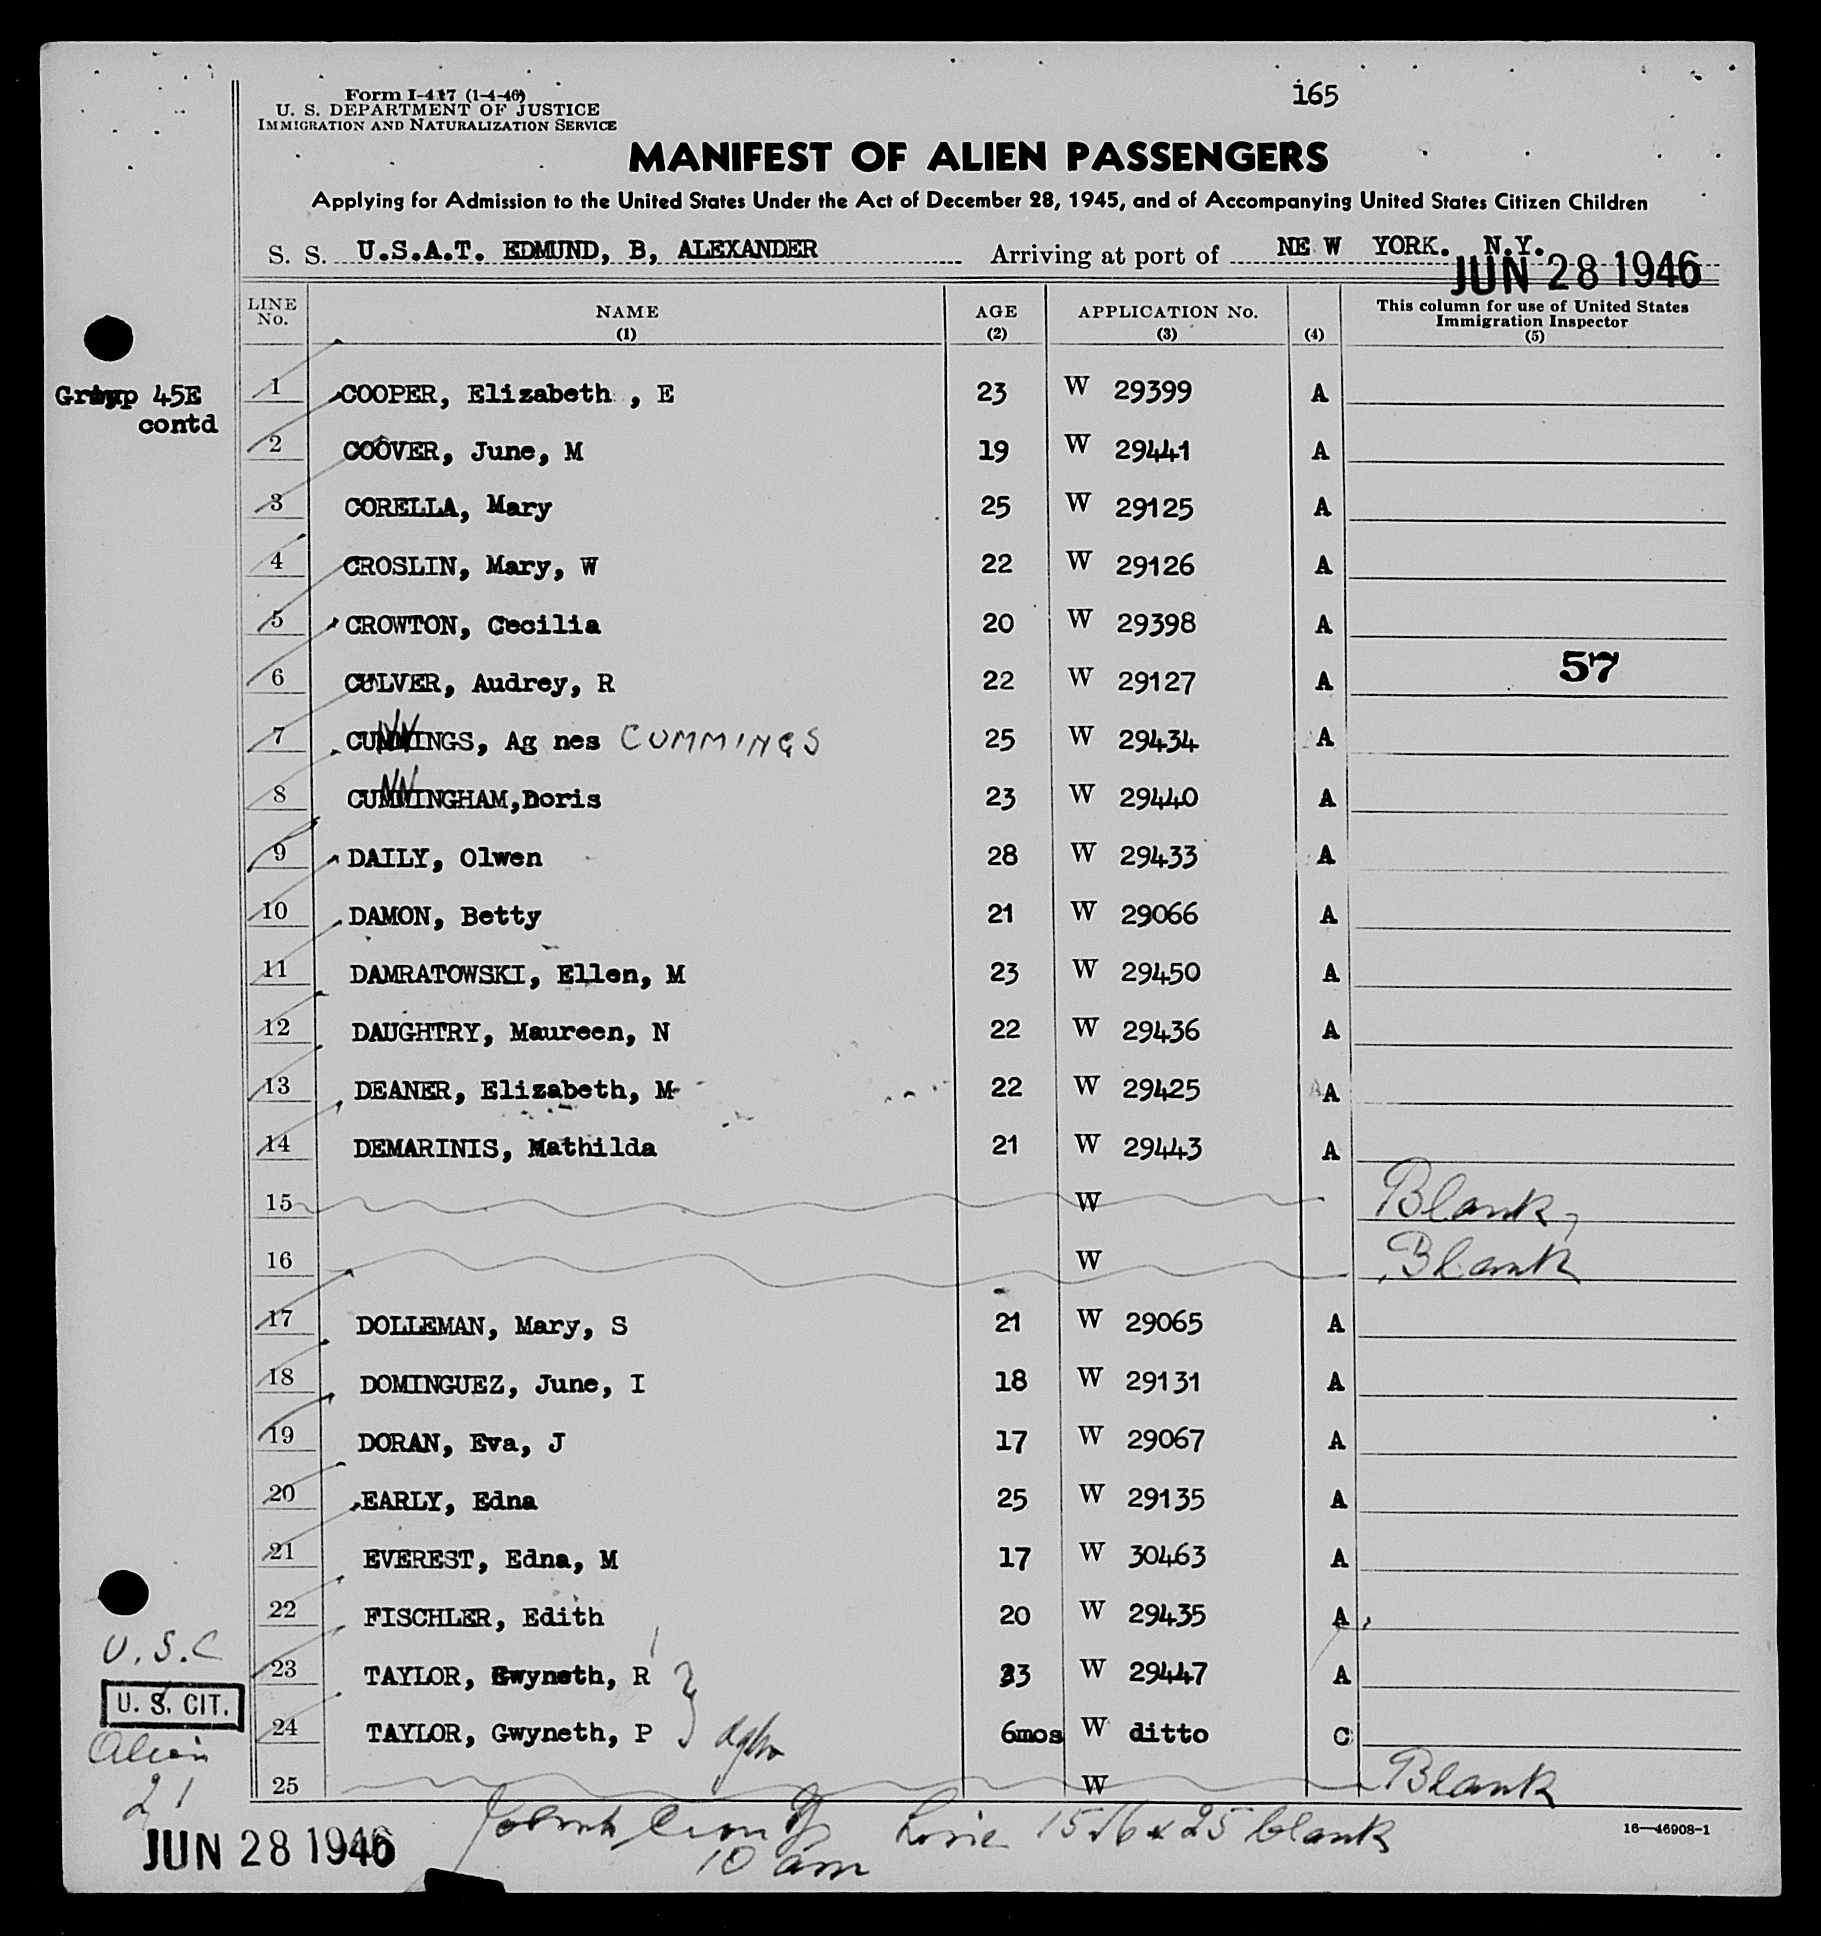 Form I-417 (1-4-46)
U. S. DEPARTMENT OF JUSTICE
IMMIGRATION AND NATURALIZATION SERVICE
165
MANIFEST OF ALIEN PASSENGERS
Applying for Admission to the United States Under the Act of December 28, 1945, and of Accompanying United States Citizen Children
S. S. U.S.A.T. EDMUND, B, ALEXANDER Arriving at port of NE W YORK. N.Y.
JUN 28 1946
LINE No. NAME (1) AGE (2) APPLICATION No. (3) (4) This column for use of United States Immigration Inspector (5)
Group 45E
contd
1 COOPER, Elizabeth , E 23 W 29399 A
2 COOVER, June, M 19 W 29441 A
3 CORELLA, Mary 25 W 29125 A
4 CROSLIN, Mary, W 22 W 29126 A
5 CROWTON, Cecilia 20 W 29398 A
57
6 CULVER, Audrey, R 22 W 29127 A
7 CUMMINGS, Ag nes CUMMINGS 25 W 29434 A
8 CUNNINGHAM,Doris 23 W 29440 A
9 DAILY, Olwen 28 W 29433 A
10 DAMON, Betty 21 W 29066 A
11 DAMRATOWSKI, Ellen, M 23 W 29450 A
12 DAUGHTRY, Maureen, N 22 W 29436 A
13 DEANER, Elizabeth, M 22 W 29425 A
14 DEMARINIS, Mathilda 21 W 29443 A
15 W Blank
16 W Blank
17 DOLLEMAN, Mary, S 21 W 29065 A
18 DOMINGUEZ, June, I 18 W 29131 A
19 DORAN, Eva, J 17 W 29067 A
20 EARLY, Edna 25 W 29135 A
21 EVEREST, Edna, M 17 W 30463 A
22 FISCHLER, Edith 20 W 29435 A
U.S.C
1
23 TAYLOR, Gwyneth, R 23 W 29447 A
U. S. CIT.
24 TAYLOR, Gwyneth, P 6mos W ditto C
Alien
21
25 W Blank
Line 15 16 & 25 blank
10 am
16—46908-1
JUN 28 1946